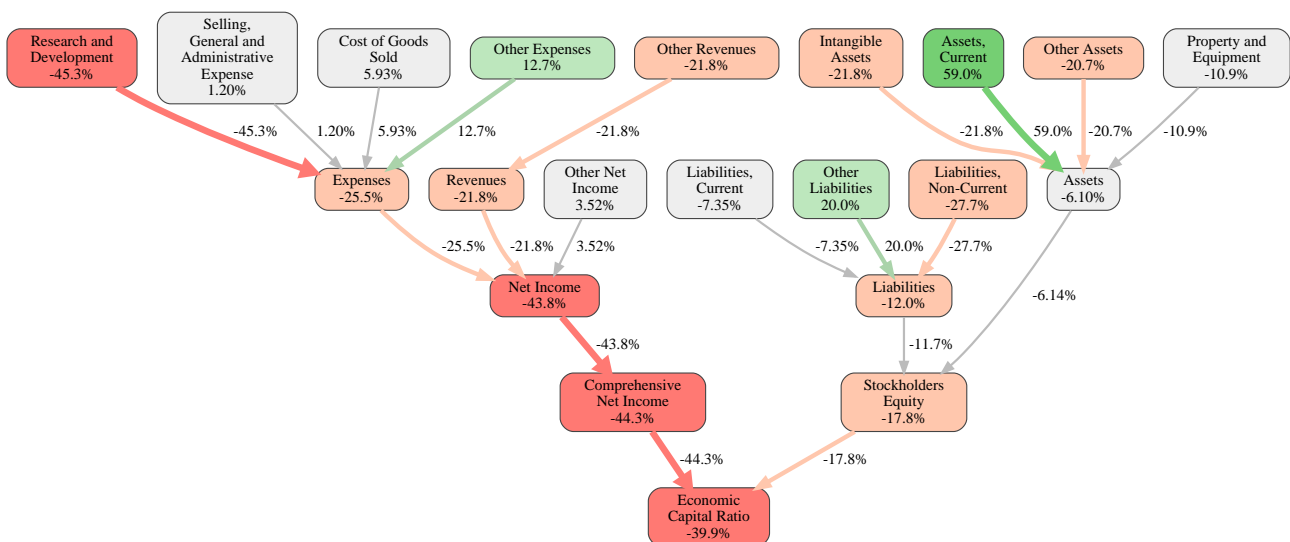 Research and
Development
-45.3%
Selling,
General and
Administrative
Expense
1.20%
Cost of Goods
Sold
5.93%
Other Expenses
12.7%
Other Revenues
-21.8%
Intangible
Assets
-21.8%
Assets,
Current
59.0%
Other Assets
-20.7%
Property and
Equipment
-10.9%
-45.3%
1.20%
5.93%
12.7%
-21.8%
-21.8%
59.0%
-20.7%
-10.9%
Expenses
-25.5%
Revenues
-21.8%
Other Net
Income
3.52%
Liabilities,
Current
-7.35%
Other
Liabilities
20.0%
Liabilities,
Non-Current
-27.7%
Assets
-6.10%
-25.5%
-21.8%
3.52%
-7.35%
20.0%
-27.7%
Net Income
-43.8%
Liabilities
-12.0%
-6.14%
-43.8%
-11.7%
Comprehensive
Net Income
-44.3%
Stockholders
Equity
-17.8%
-44.3%
-17.8%
Economic
Capital Ratio
-39.9%